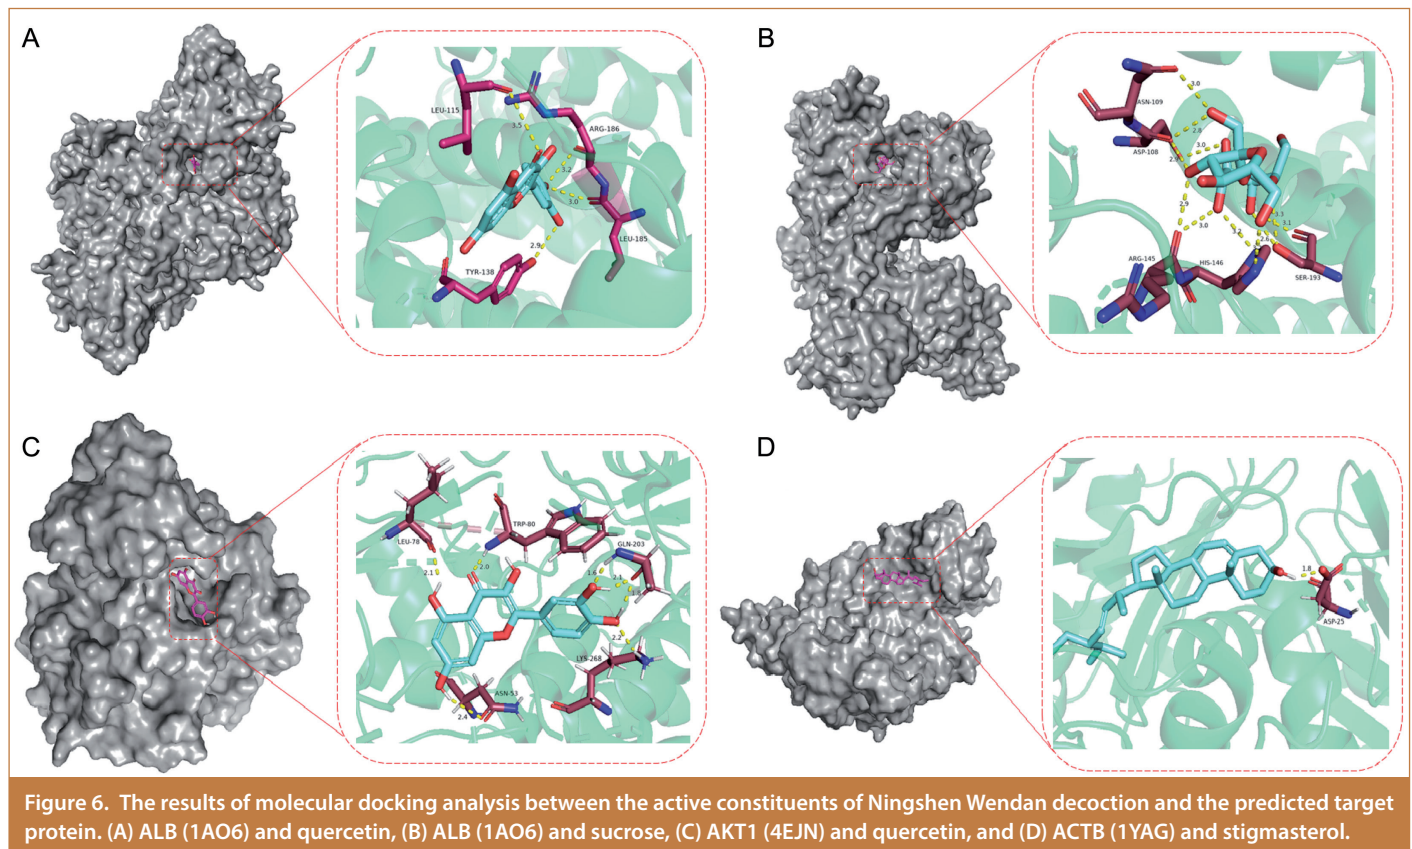 A
LEU-115
3.5
ARG-186
3.2
3.0
LEU-185
2.9
TYR-138
B
3.0
ASN-109
2.8
ASP-108
3.0
2.9
3.0
3.2
3.3
3.1
2.6
ARG-145
HIS-146
SER-193
C
LEU-78
TRP-80
GLN-203
2.1
2.0
1.6
2.1
2.2
LYS-268
ASN-53
2.4
D
1.8
ASP-25
Figure 6. The results of molecular docking analysis between the active constituents of Ningshen Wendan decoction and the predicted target
protein. (A) ALB (1AO6) and quercetin, (B) ALB (1AO6) and sucrose, (C) AKT1 (4EJN) and quercetin, and (D) ACTB (1YAG) and stigmasterol.